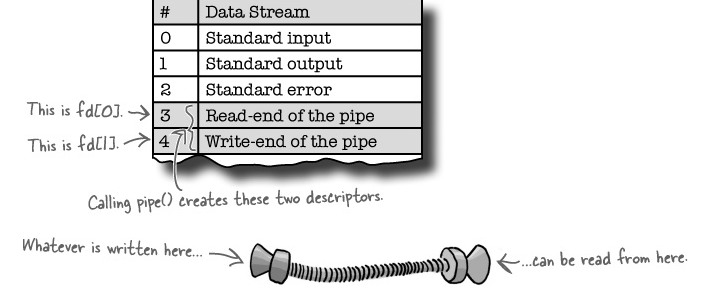 # Data Stream
0 Standard input
1 Standard output
2 Standard error
This is fd[0]. 3 Read-end of the pipe
This is fd[1]. 4 Write-end of the pipe
Calling pipe() creates these two descriptors.
Whatever is written here...
...can be read from here.